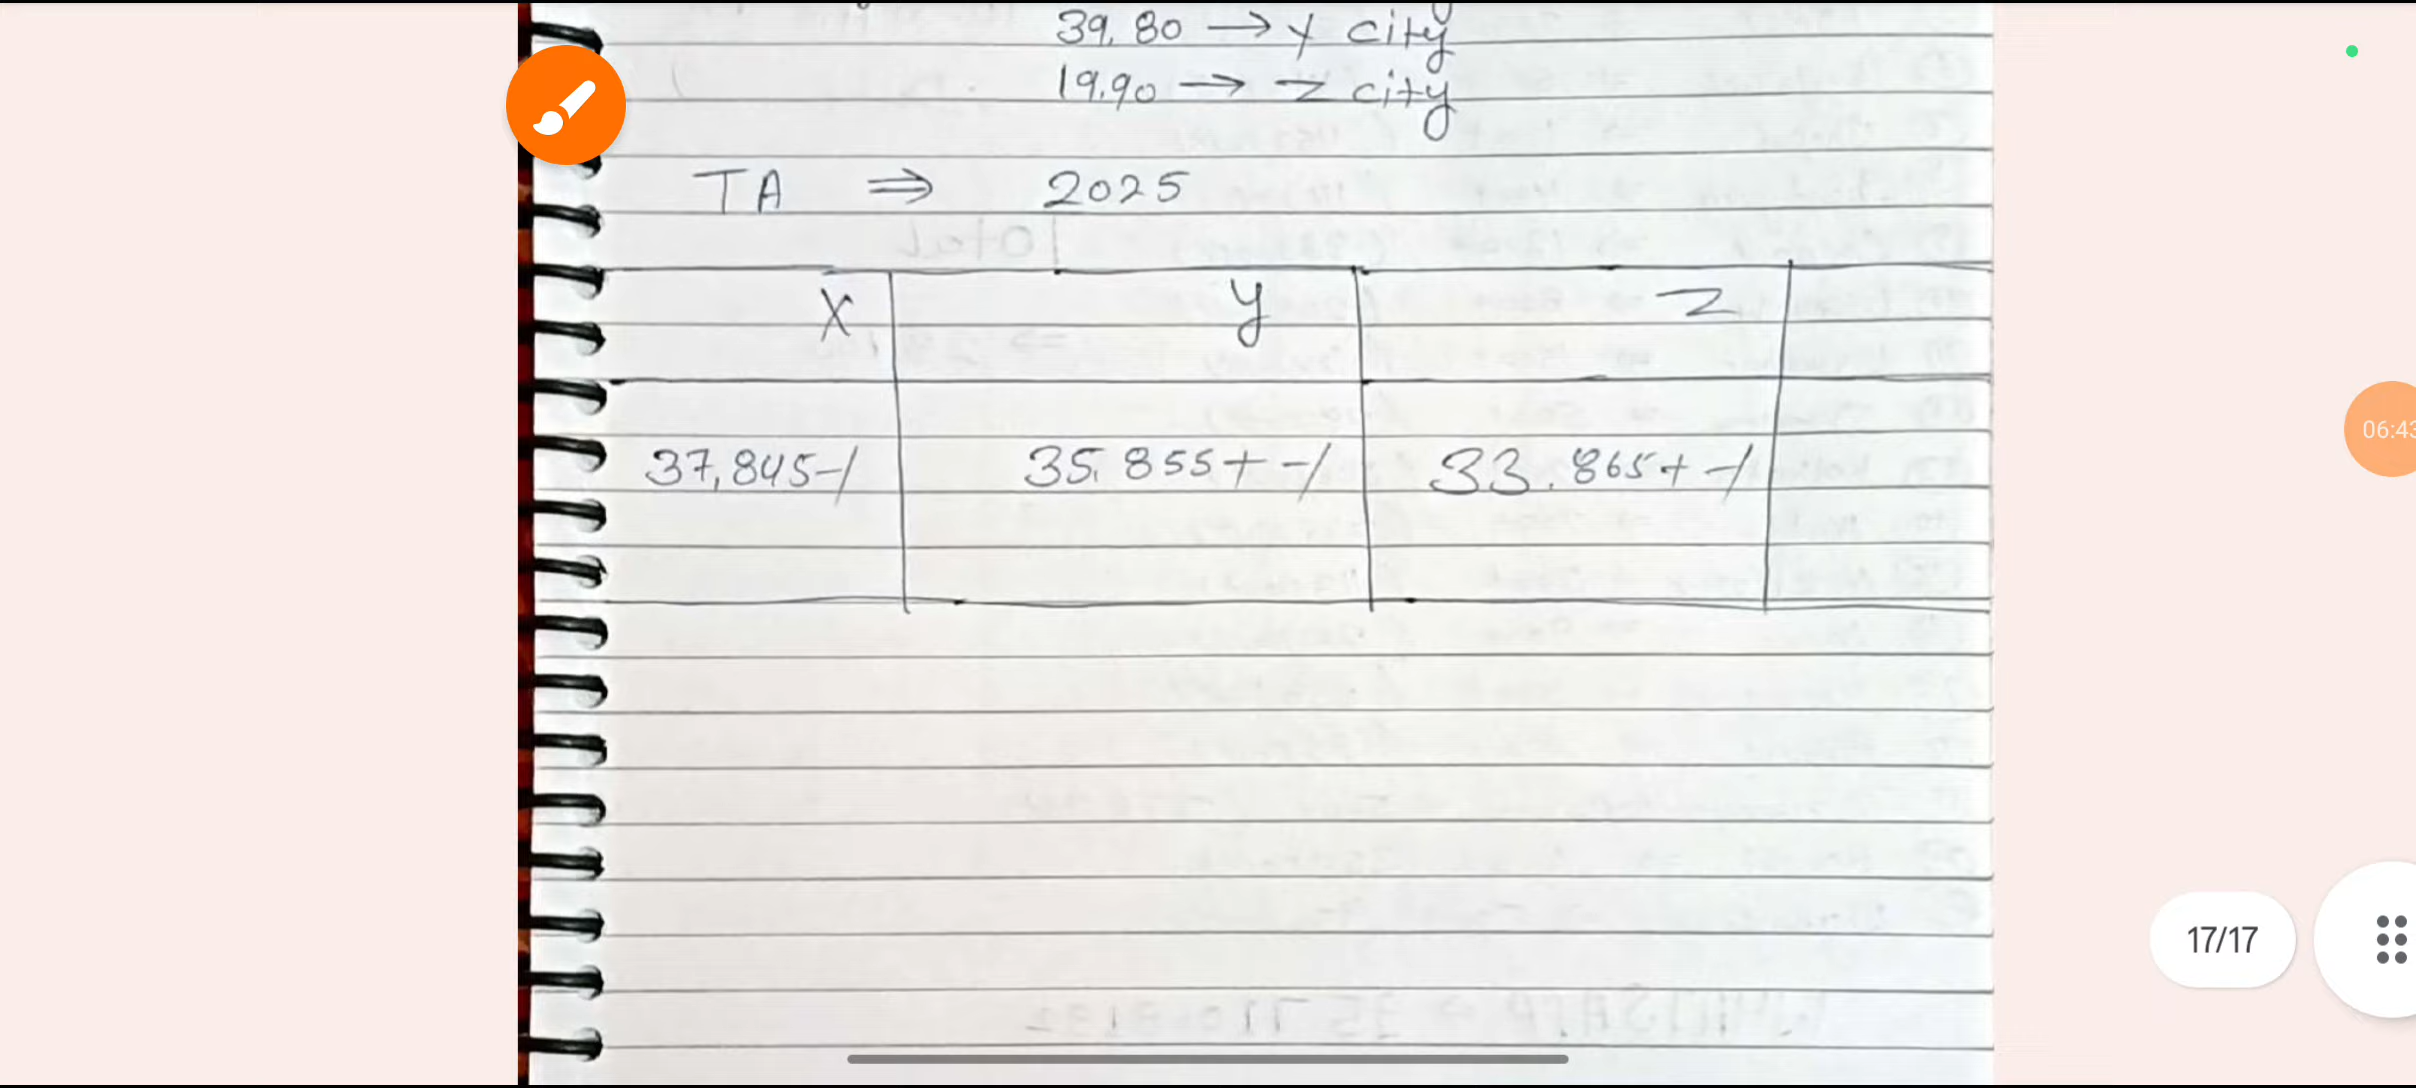 39.80 → y city
19.90 → Z city
TA ⇒ 2025
X y Z
37,845-/ 35.855+ -/ 33.865+ -/
06:43
17/17